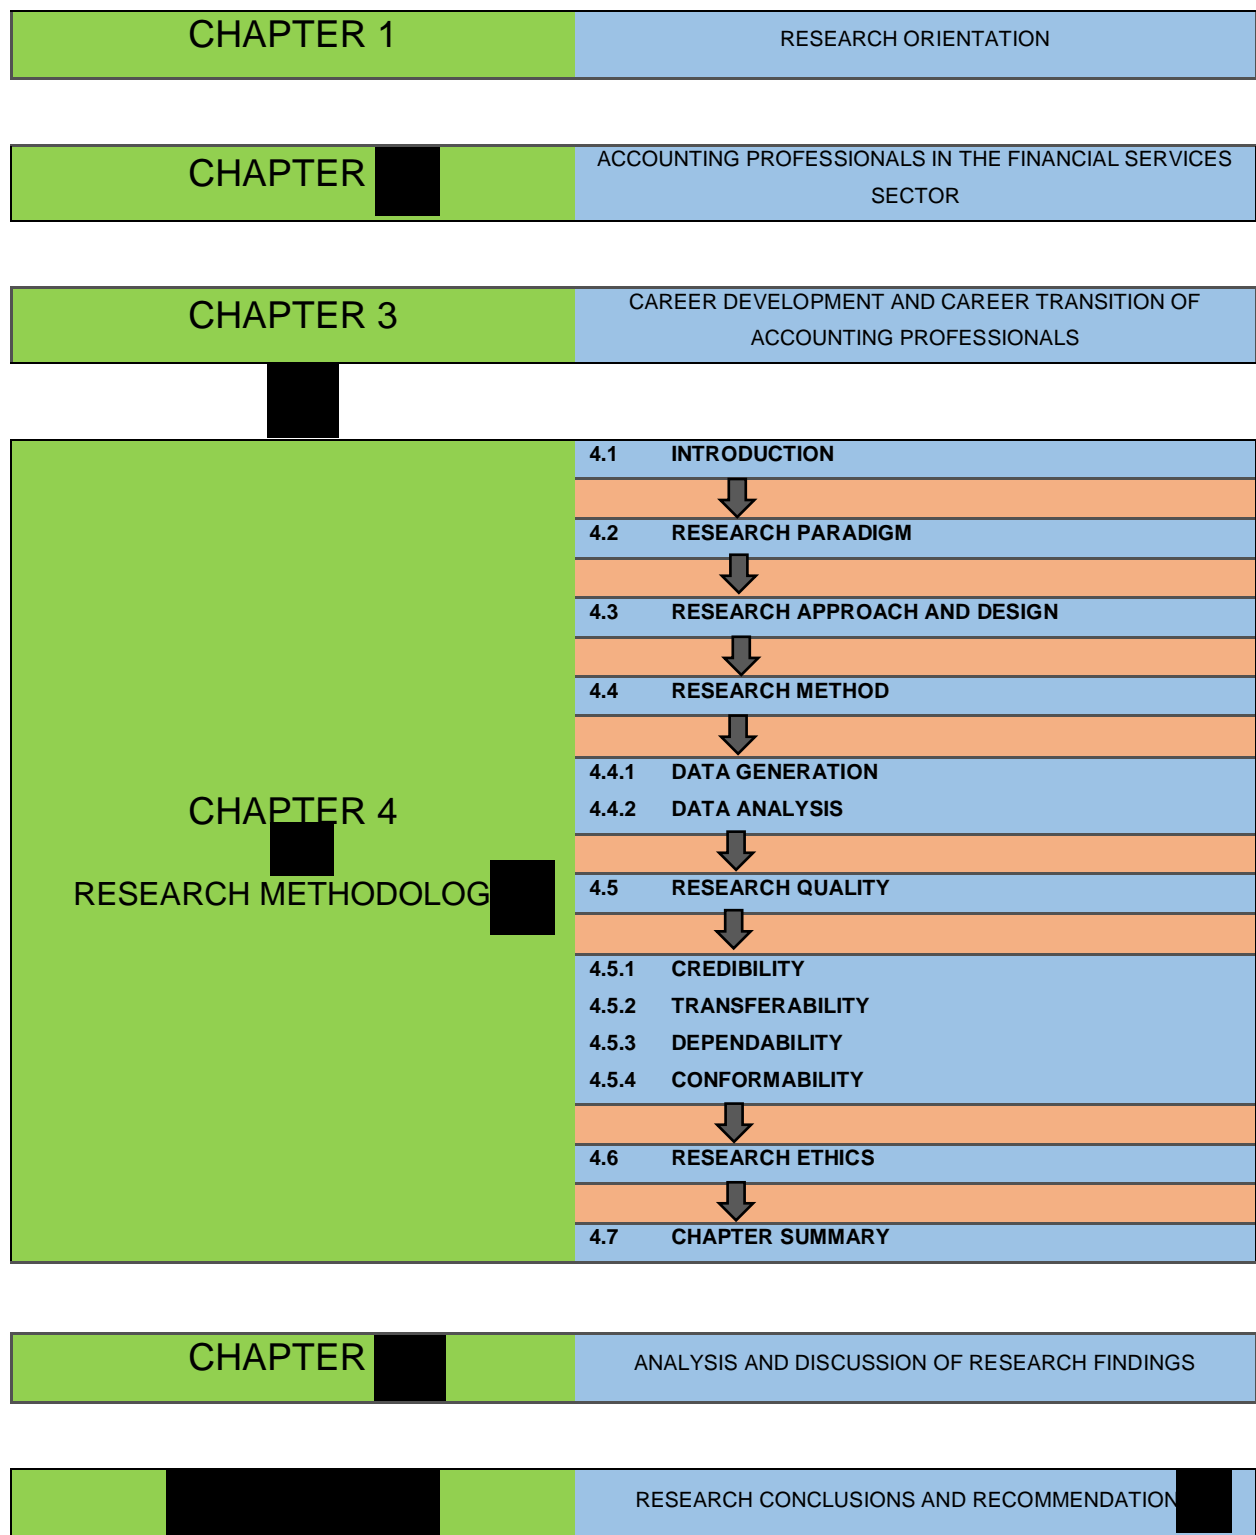 CHAPTER 1
RESEARCH ORIENTATION
CHAPTER
ACCOUNTING PROFESSIONALS IN THE FINANCIAL SERVICES
SECTOR
CHAPTER 3
CAREER DEVELOPMENT AND CAREER TRANSITION OF
ACCOUNTING PROFESSIONALS
CHAPTER 4
RESEARCH METHODOLOG
4.1 INTRODUCTION
4.2 RESEARCH PARADIGM
4.3 RESEARCH APPROACH AND DESIGN
4.4 RESEARCH METHOD
4.4.1 DATA GENERATION
4.4.2 DATA ANALYSIS
4.5 RESEARCH QUALITY
4.5.1 CREDIBILITY
4.5.2 TRANSFERABILITY
4.5.3 DEPENDABILITY
4.5.4 CONFORMABILITY
4.6 RESEARCH ETHICS
4.7 CHAPTER SUMMARY
CHAPTER
ANALYSIS AND DISCUSSION OF RESEARCH FINDINGS
RESEARCH CONCLUSIONS AND RECOMMENDATION